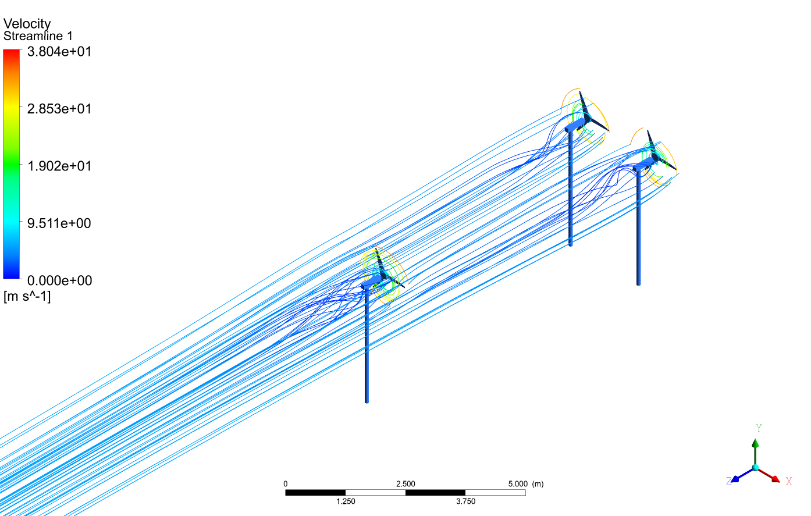 Velocity
Streamline 1
3.804e+01
2.853e+01
1.902e+01
9.511e+00
0.000e+00
[m s^-1]
0 2.500 5.000 (m)
1.250 3.750
Y
Z X